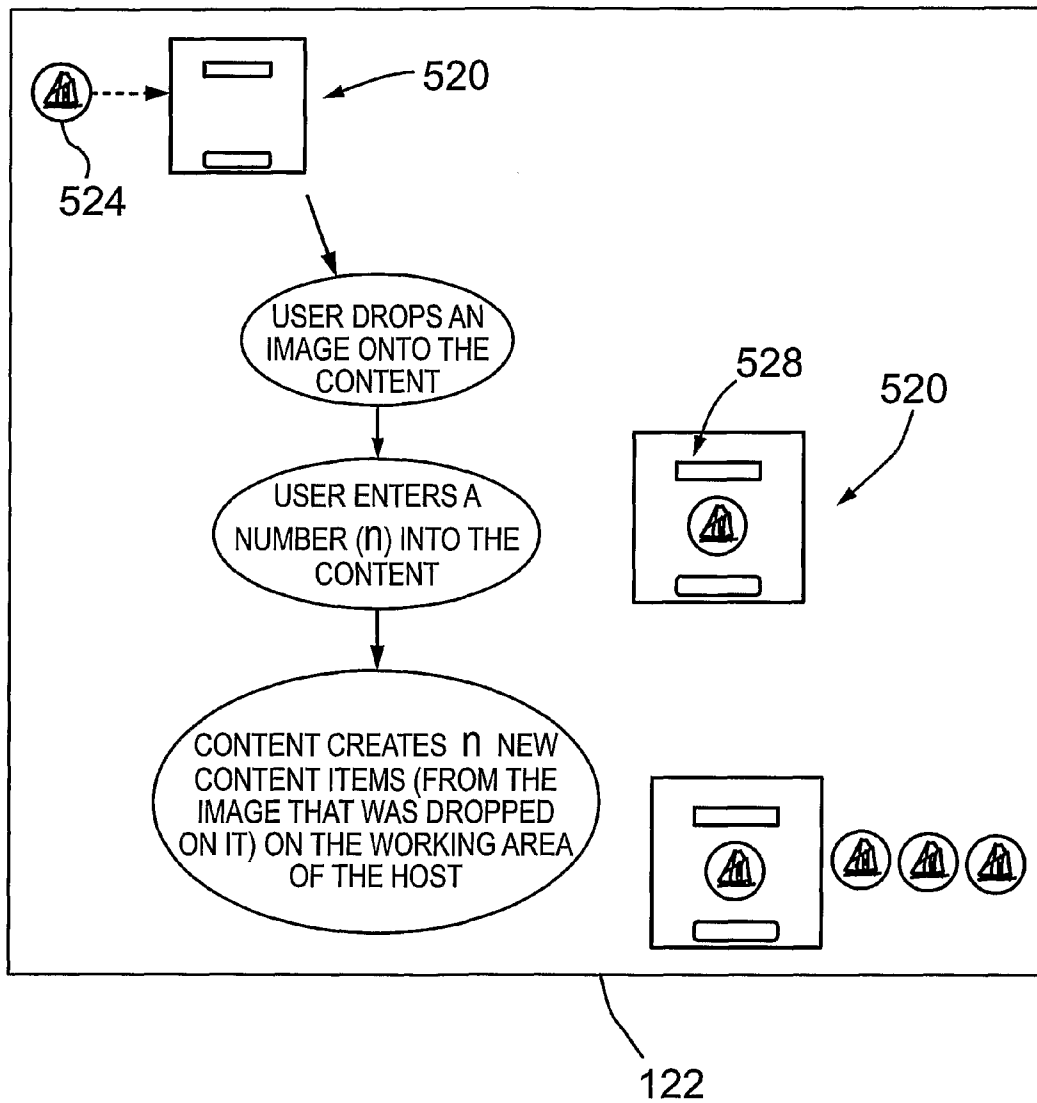 520
524
USER DROPS AN
IMAGE ONTO THE
CONTENT
528
520
USER ENTERS A
NUMBER (n) INTO THE
CONTENT
CONTENT CREATES n NEW
CONTENT ITEMS (FROM THE
IMAGE THAT WAS DROPPED
ON IT) ON THE WORKING AREA
OF THE HOST
122